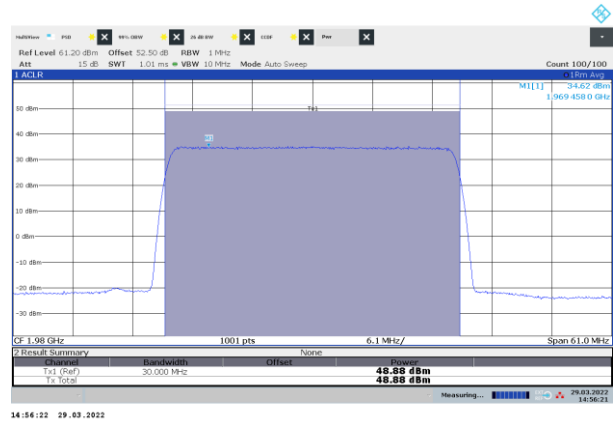 MultiView PSD X 99% OBW X 26 dB BW X CCDF X Pwr X
Ref Level 61.20 dBm Offset 52.50 dB RBW 1 MHz
Att 15 dB SWT 1.01 ms VBW 10 MHz Mode Auto Sweep Count 100/100
1 ACLR 1Rm Avg
M1[1] 34.62 dBm
1.969 458 0 GHz
50 dBm
Tx1
40 dBm
M1
30 dBm
20 dBm
10 dBm
0 dBm
-10 dBm
-20 dBm
-30 dBm
CF 1.98 GHz 1001 pts 6.1 MHz/ Span 61.0 MHz
2 Result Summary None
Channel Bandwidth Offset Power
Tx1 (Ref) 30.000 MHz 48.88 dBm
Tx Total 48.88 dBm
Measuring... 29.03.2022
14:56:21
14:56:22 29.03.2022